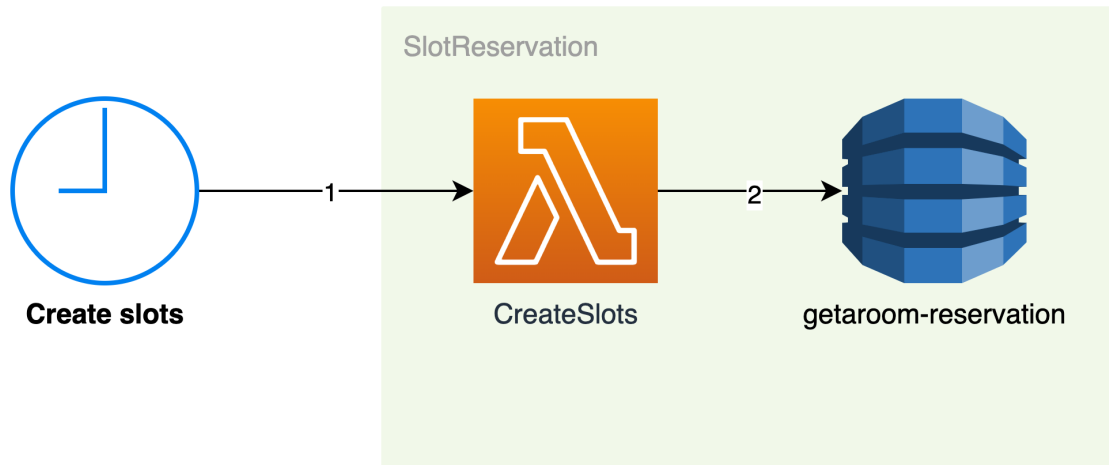 SlotReservation
1
2
Create slots
CreateSlots
getaroom-reservation